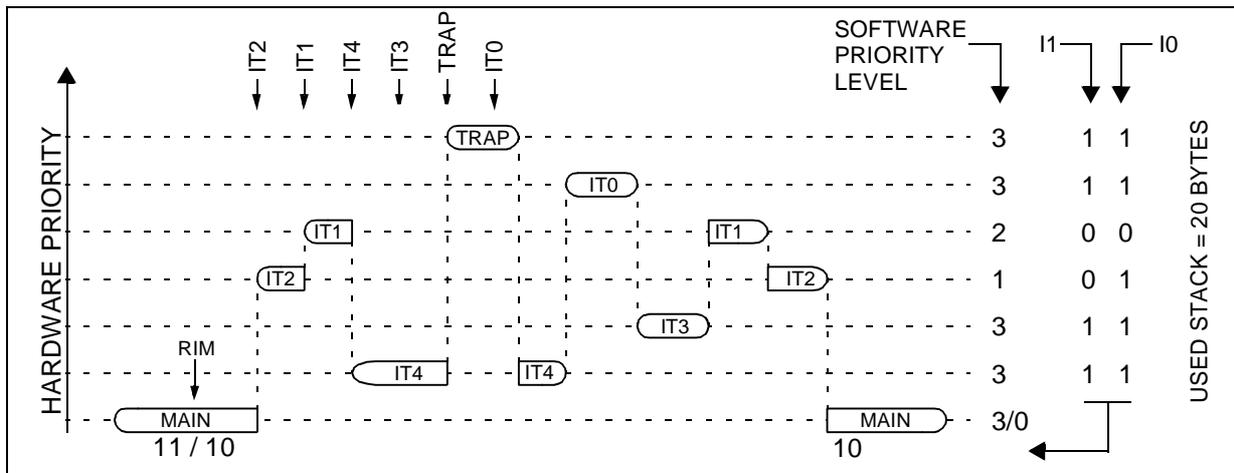 IT2
IT1
IT4
IT3
TRAP
IT0
SOFTWARE
PRIORITY
LEVEL
I1
I0
HARDWARE PRIORITY
TRAP 3 1 1
IT0 3 1 1
IT1 IT1 2 0 0
IT2 IT2 1 0 1
IT3 3 1 1
RIM
IT4 IT4 3 1 1
MAIN MAIN 3/0
11 / 10 10
USED STACK = 20 BYTES